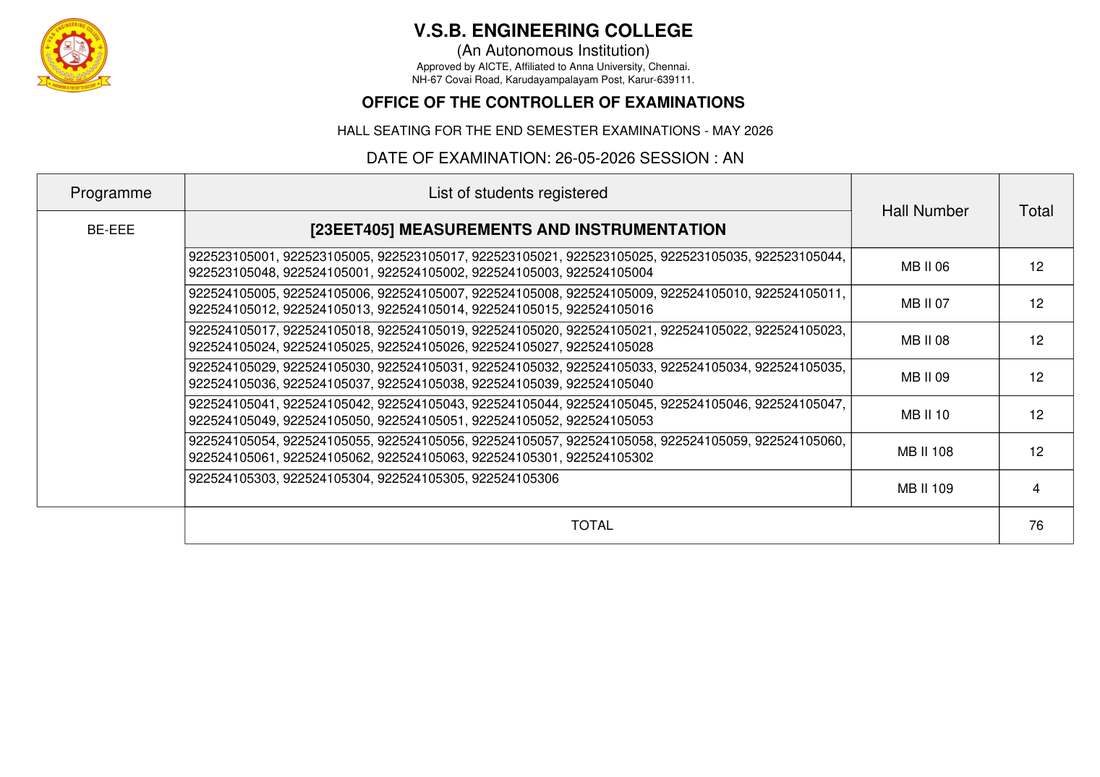 V.S.B. ENGINEERING COLLEGE
(An Autonomous Institution)
Approved by AICTE, Affiliated to Anna University, Chennai.
NH-67 Covai Road, Karudayampalayam Post, Karur-639111.
OFFICE OF THE CONTROLLER OF EXAMINATIONS
HALL SEATING FOR THE END SEMESTER EXAMINATIONS - MAY 2026
DATE OF EXAMINATION: 26-05-2026 SESSION : AN
Programme List of students registered Hall Number Total
BE-EEE [23EET405] MEASUREMENTS AND INSTRUMENTATION
922523105001, 922523105005, 922523105017, 922523105021, 922523105025, 922523105035, 922523105044,
922523105048, 922524105001, 922524105002, 922524105003, 922524105004
MB II 06 12
922524105005, 922524105006, 922524105007, 922524105008, 922524105009, 922524105010, 922524105011,
922524105012, 922524105013, 922524105014, 922524105015, 922524105016
MB II 07 12
922524105017, 922524105018, 922524105019, 922524105020, 922524105021, 922524105022, 922524105023,
922524105024, 922524105025, 922524105026, 922524105027, 922524105028
MB II 08 12
922524105029, 922524105030, 922524105031, 922524105032, 922524105033, 922524105034, 922524105035,
922524105036, 922524105037, 922524105038, 922524105039, 922524105040
MB II 09 12
922524105041, 922524105042, 922524105043, 922524105044, 922524105045, 922524105046, 922524105047,
922524105049, 922524105050, 922524105051, 922524105052, 922524105053
MB II 10 12
922524105054, 922524105055, 922524105056, 922524105057, 922524105058, 922524105059, 922524105060,
922524105061, 922524105062, 922524105063, 922524105301, 922524105302
MB II 108 12
922524105303, 922524105304, 922524105305, 922524105306
MB II 109 4
TOTAL 76